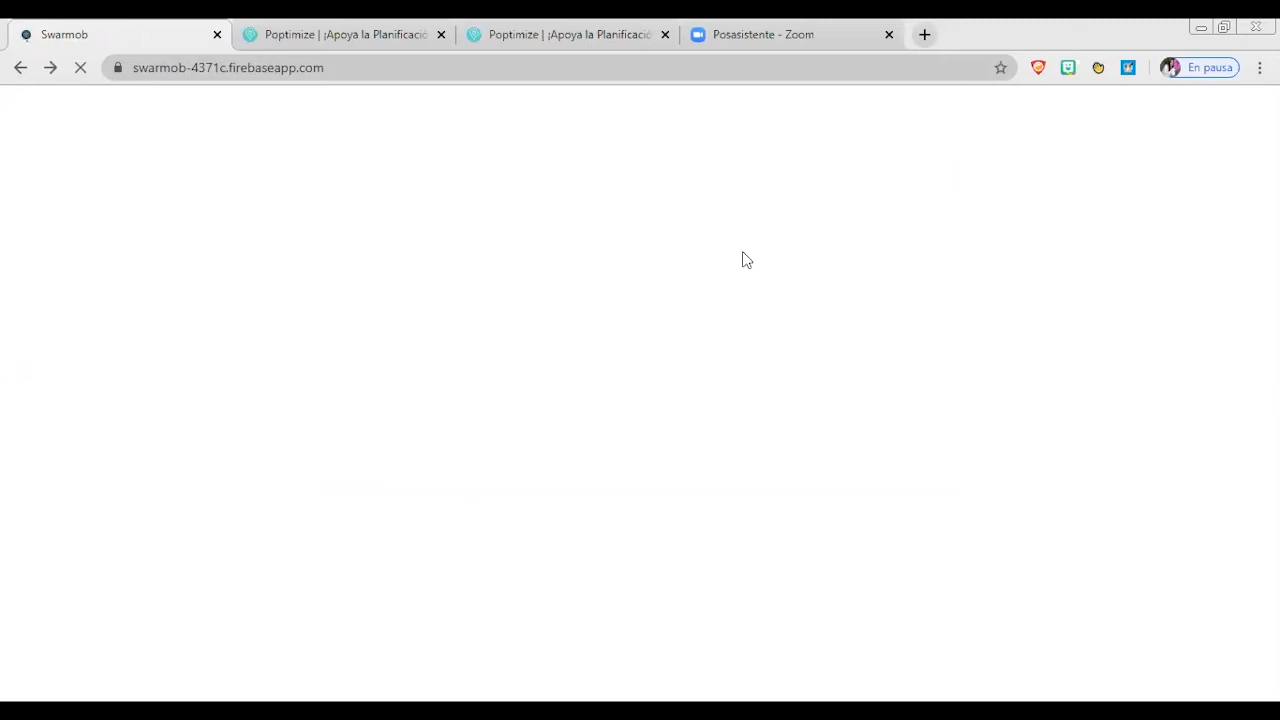 Swarmob
Poptimize | ¡Apoya la Planificació
Poptimize | ¡Apoya la Planificació
Posasistente - Zoom
swarmob-4371c.firebaseapp.com
En pausa